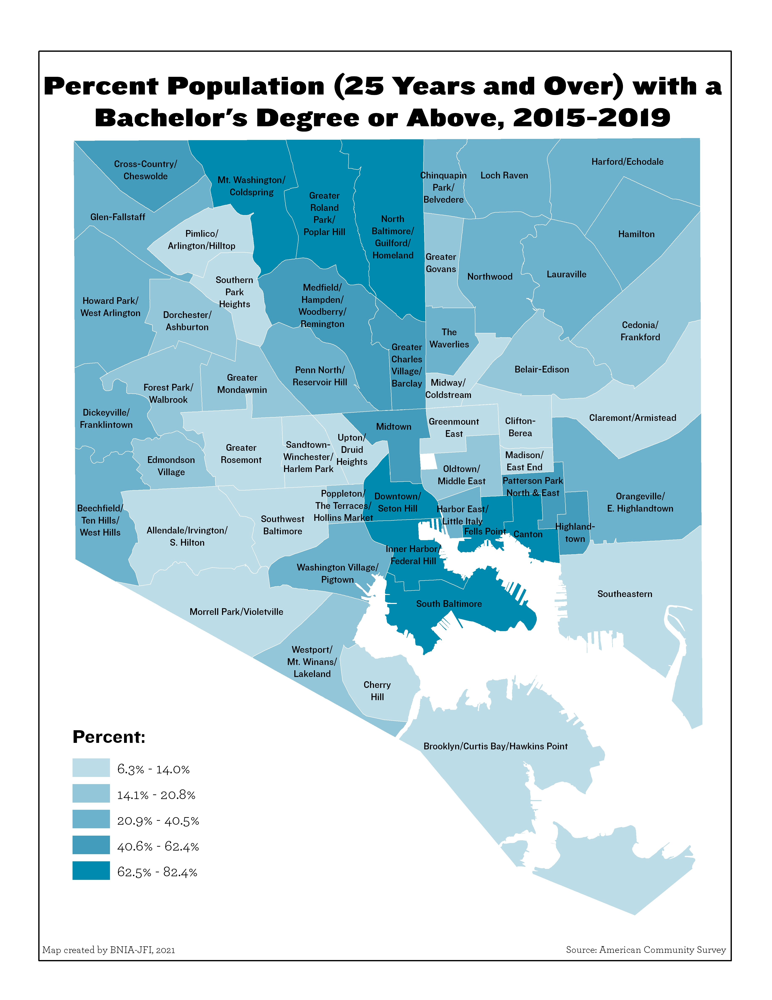 Percent Population (25 Years and Over) with a
Bachelor's Degree or Above, 2015-2019
Cross-Country/
Cheswolde
Mt. Washington/
Coldspring
Greater
Roland
Park/
Poplar Hill
North
Baltimore/
Guilford/
Homeland
Chinquapin
Park/
Belvedere
Loch Raven
Harford/Echodale
Glen-Fallstaff
Pimlico/
Arlington/Hilltop
Hamilton
Greater
Govans
Northwood
Lauraville
Southern
Park
Heights
Medfield/
Hampden/
Woodberry/
Remington
Howard Park/
West Arlington
Dorchester/
Ashburton
Cedonia/
Frankford
The
Waverlies
Greater
Charles
Village/
Barclay
Penn North/
Reservoir Hill
Belair-Edison
Greater
Mondawmin
Forest Park/
Walbrook
Midway/
Coldstream
Dickeyville/
Franklintown
Midtown
Greenmount
East
Clifton-
Berea
Claremont/Armistead
Upton/
Druid
Heights
Sandtown-
Winchester/
Harlem Park
Greater
Rosemont
Edmondson
Village
Madison/
East End
Oldtown/
Middle East
Patterson Park
North & East
Poppleton/
The Terraces/
Hollins Market
Downtown/
Seton Hill
Harbor East/
Little Italy
Orangeville/
E. Highlandtown
Beechfield/
Ten Hills/
West Hills
Allendale/Irvington/
S. Hilton
Southwest
Baltimore
Fells Point
Canton
Highland-
town
Inner Harbor/
Federal Hill
Washington Village/
Pigtown
Southeastern
South Baltimore
Morrell Park/Violetville
Westport/
Mt. Winans/
Lakeland
Cherry
Hill
Brooklyn/Curtis Bay/Hawkins Point
Percent:
6.3% - 14.0%
14.1% - 20.8%
20.9% - 40.5%
40.6% - 62.4%
62.5% - 82.4%
Map created by BNIA-JFI, 2021
Source: American Community Survey